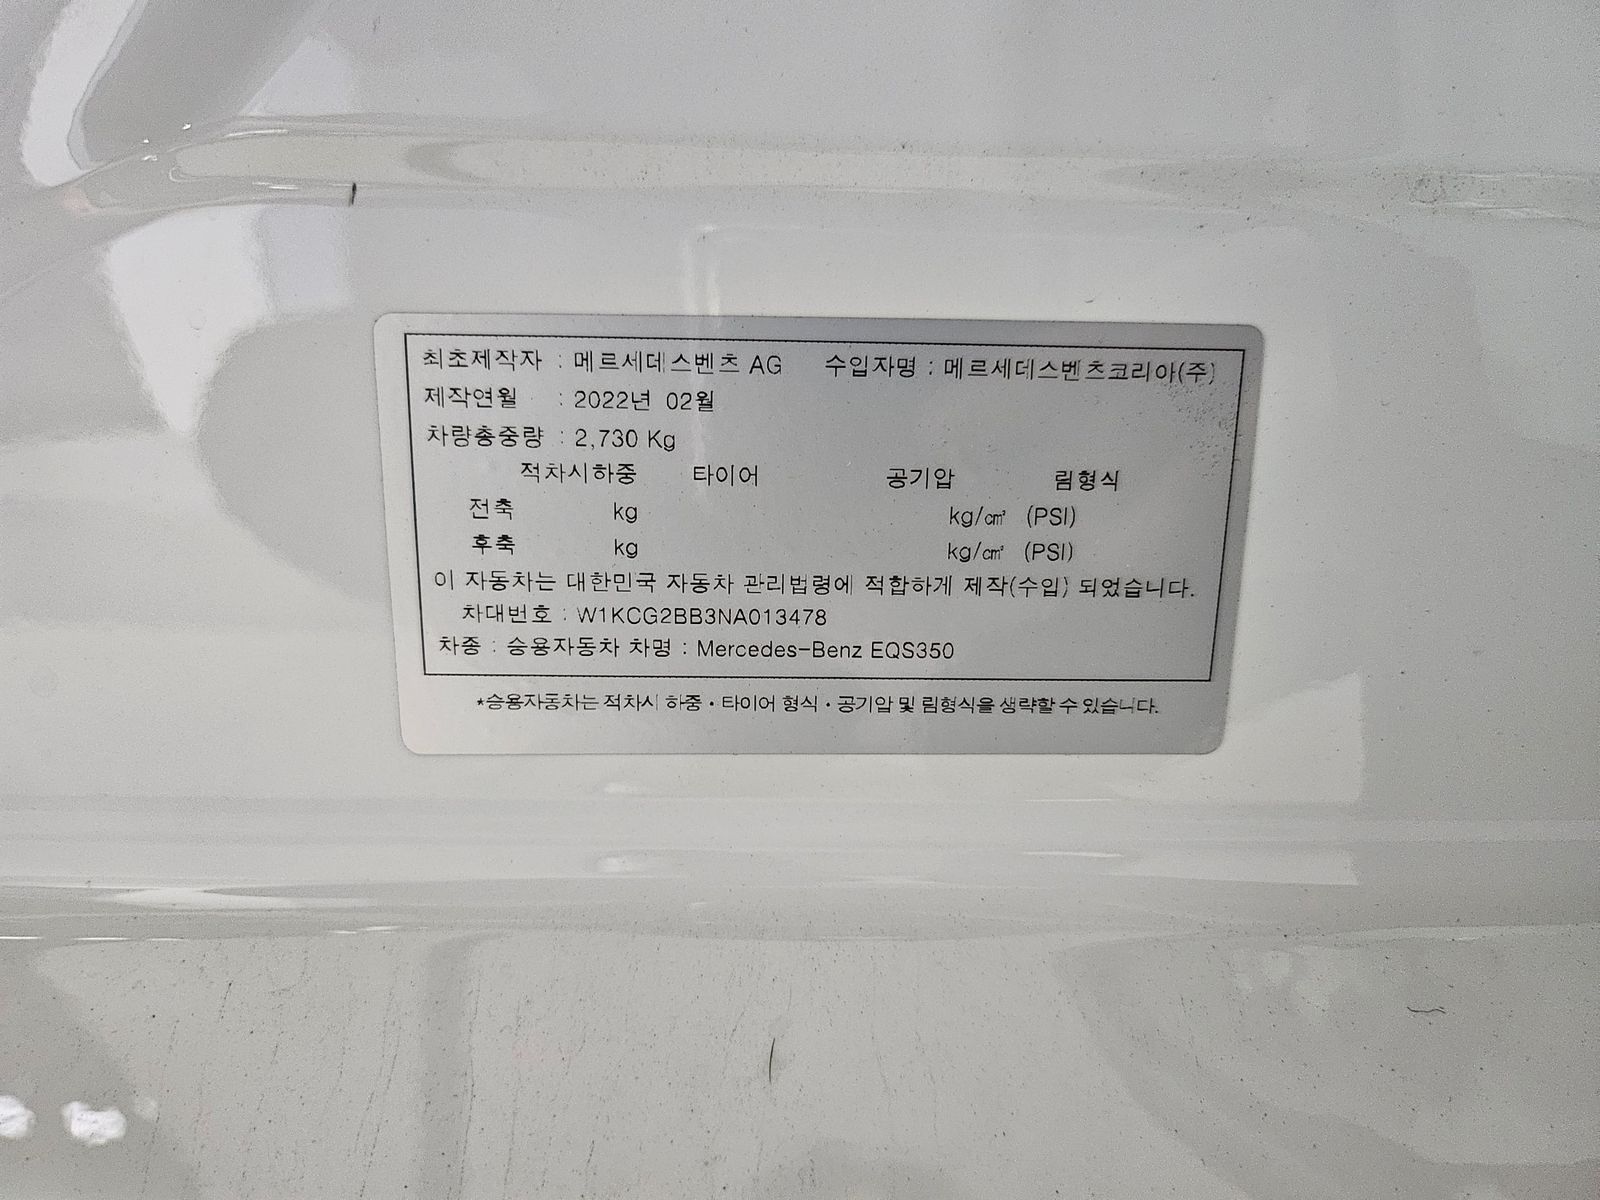 최초제작자 : 메르세데스벤츠 AG 수입자명 : 메르세데스벤츠코리아(주)
제작연월 : 2022년 02월
차량총중량 : 2,730 Kg
적차시하중 타이어 공기압 림형식
전축 kg kg/㎠ (PSI)
후축 kg kg/㎠ (PSI)
이 자동차는 대한민국 자동차 관리법령에 적합하게 제작(수입) 되었습니다.
차대번호 : W1KCG2BB3NA013478
차종 : 승용자동차 차명 : Mercedes-Benz EQS350
*승용자동차는 적차시 하중・타이어 형식・공기압 및 림형식을 생략할 수 있습니다.